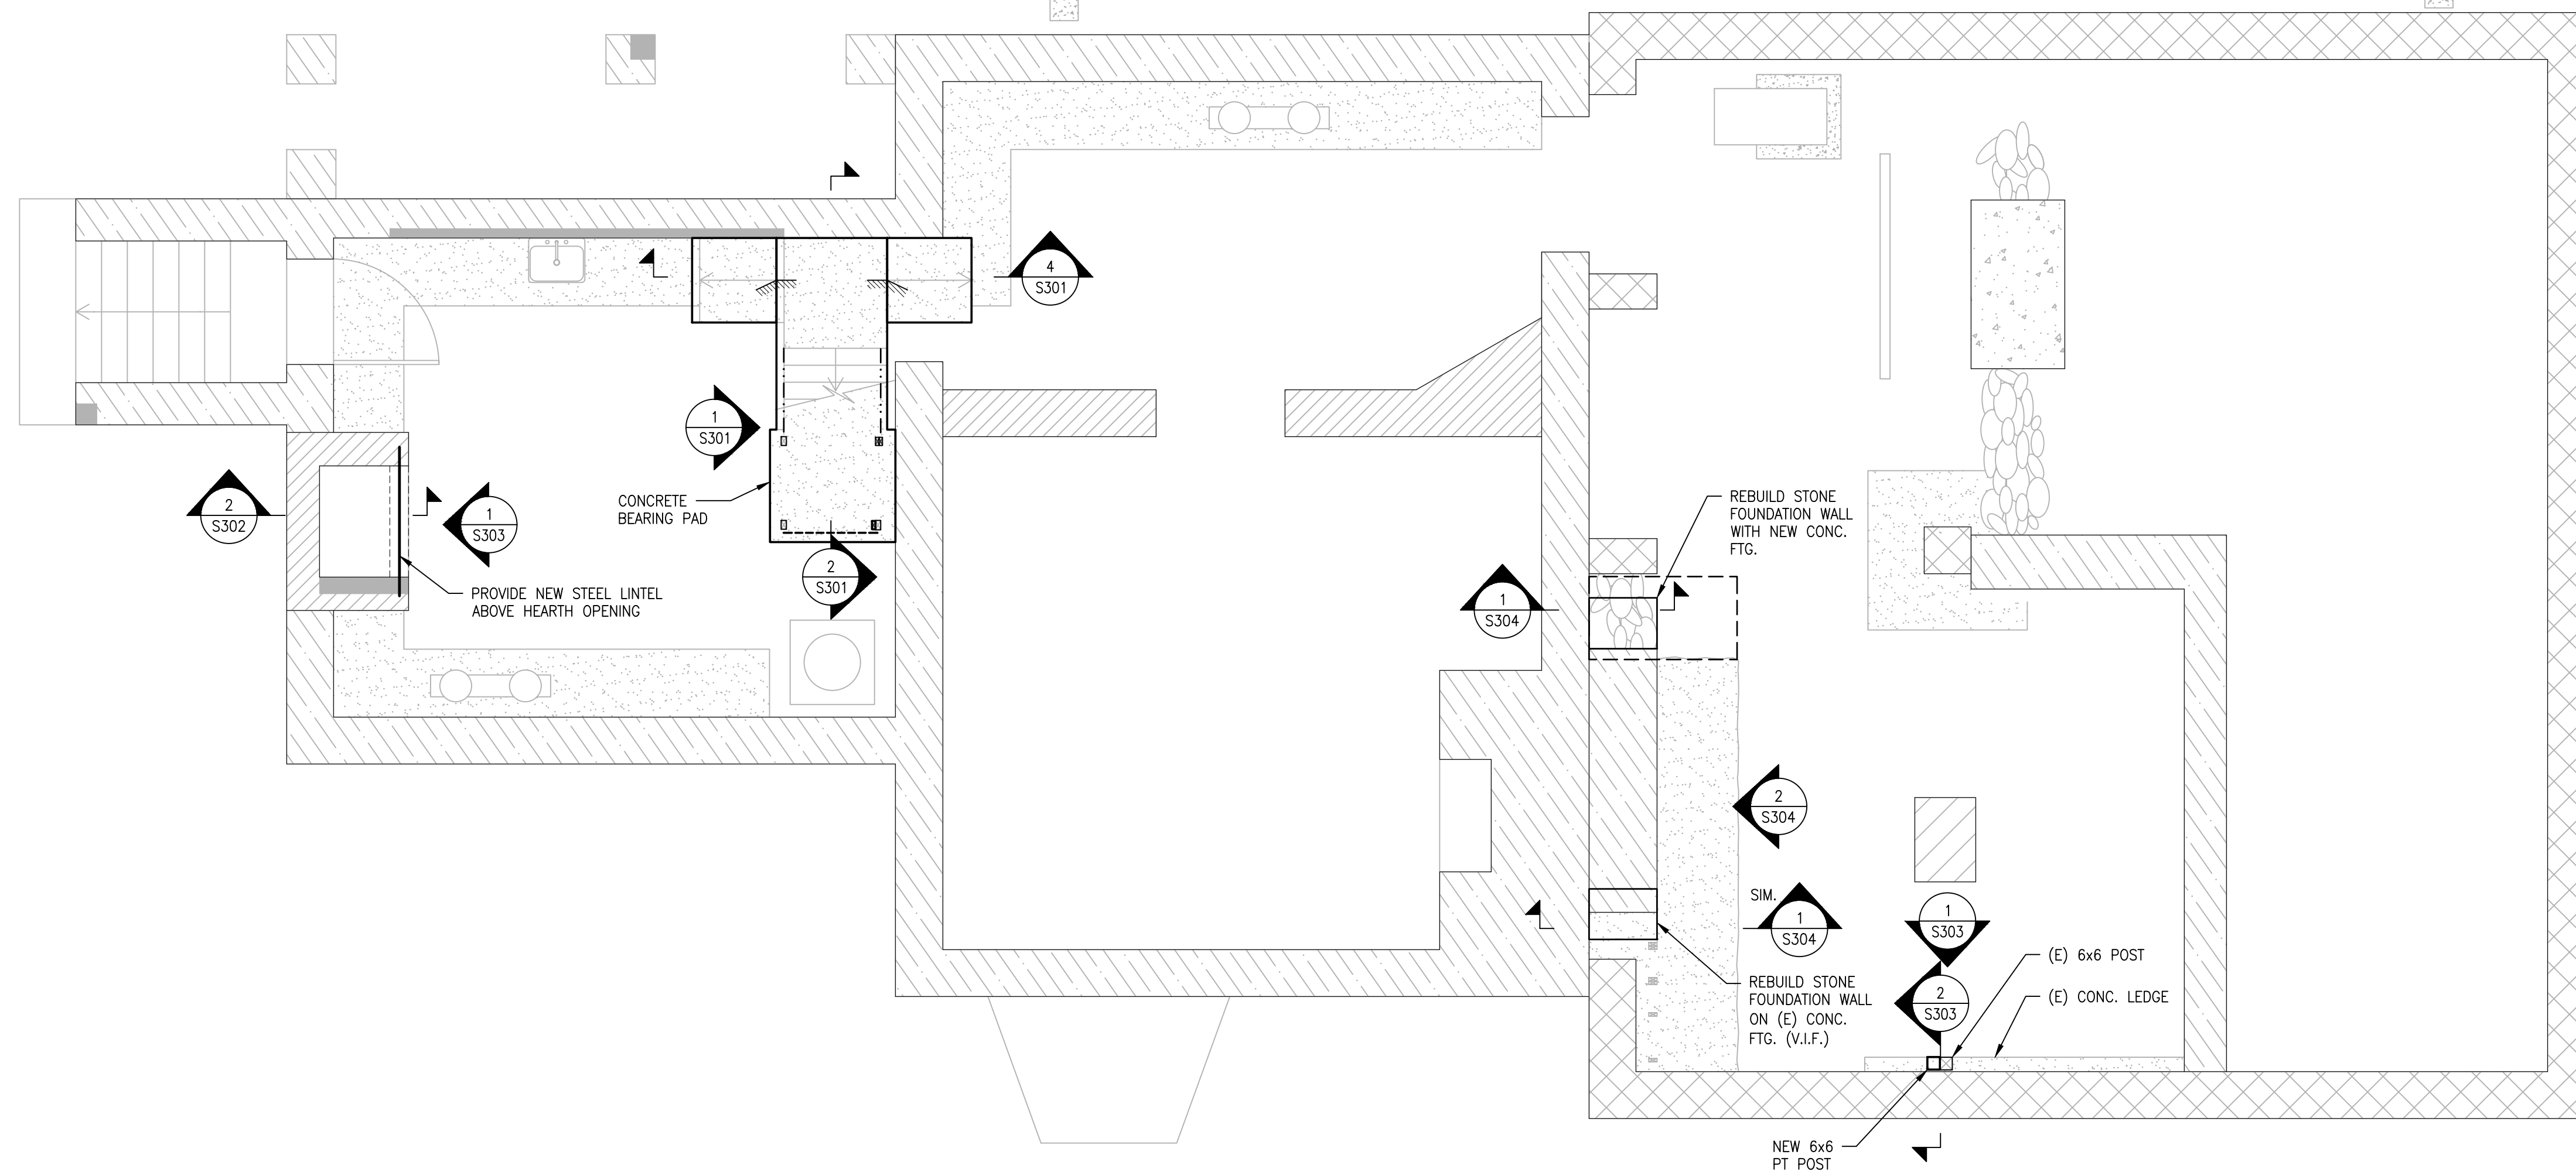 4
S301
1
S301
2
S302
1
S303
CONCRETE
BEARING PAD
2
S301
PROVIDE NEW STEEL LINTEL
ABOVE HEARTH OPENING
REBUILD STONE
FOUNDATION WALL
WITH NEW CONC.
FTG.
1
S304
2
S304
SIM.
1
S304
1
S303
(E) 6x6 POST
REBUILD STONE
FOUNDATION WALL
ON (E) CONC.
FTG. (V.I.F.)
2
S303
(E) CONC. LEDGE
NEW 6x6
PT POST